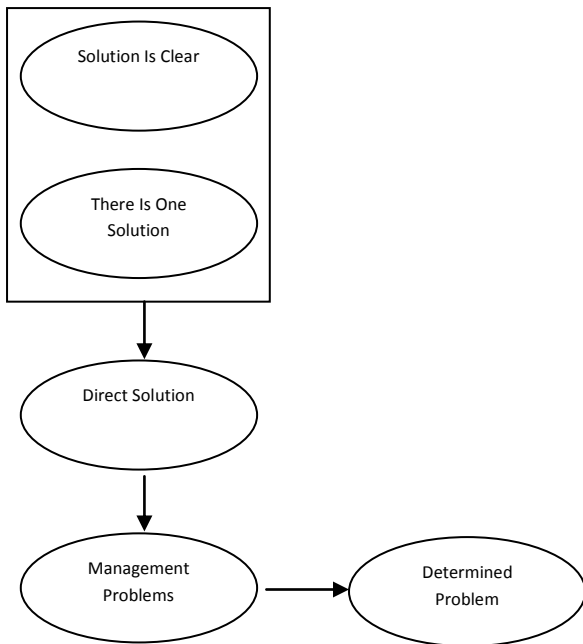 Solution Is Clear
There Is One
Solution
Direct Solution
Management
Problems
Determined
Problem